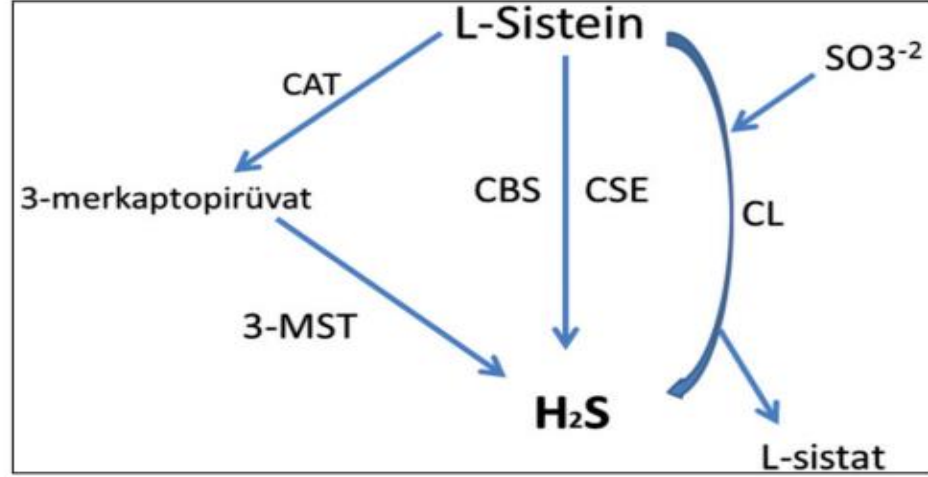 L-Sistein
SO3⁻²
CAT
3-merkaptopirüvat
CBS
CSE
CL
3-MST
H₂S
L-sistat